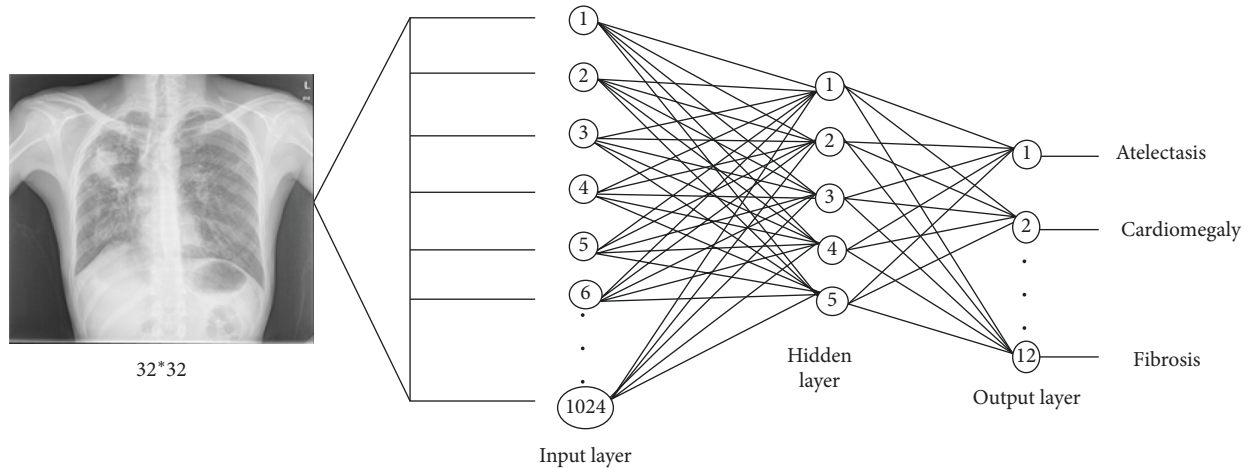 L
32*32
1
2
3
4
5
6
1024
Input layer
1
2
3
4
5
Hidden
layer
1
2
12
Output layer
Atelectasis
Cardiomegaly
Fibrosis